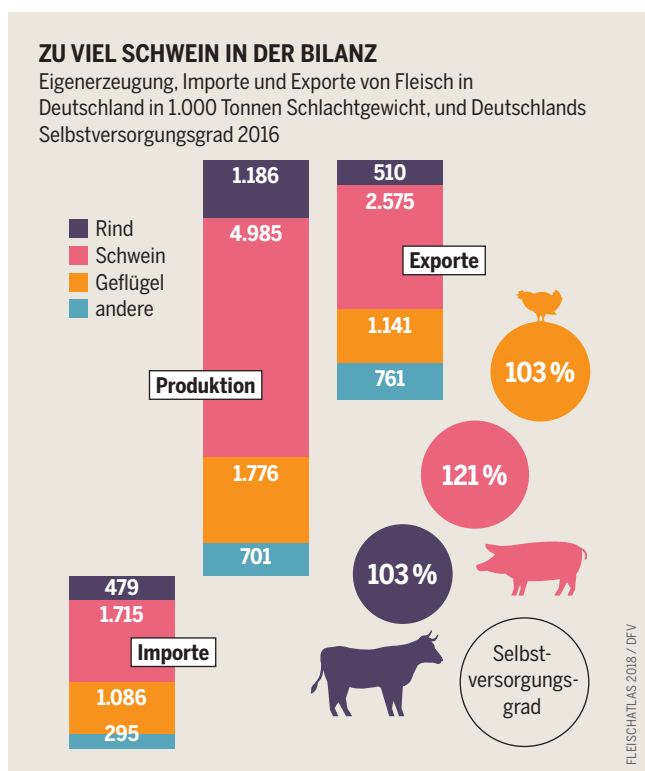 ZU VIEL SCHWEIN IN DER BILANZ
Eigenerzeugung, Importe und Exporte von Fleisch in
Deutschland in 1.000 Tonnen Schlachtgewicht, und Deutschlands
Selbstversorgungsgrad 2016
Rind
Schwein
Geflügel
andere
1.186
4.985
Produktion
1.776
701
510
2.575
Exporte
1.141
761
479
1.715
Importe
1.086
295
103 %
121 %
103 %
Selbst-
versorgungs-
grad
FLEISCHATLAS 2018 / DFV